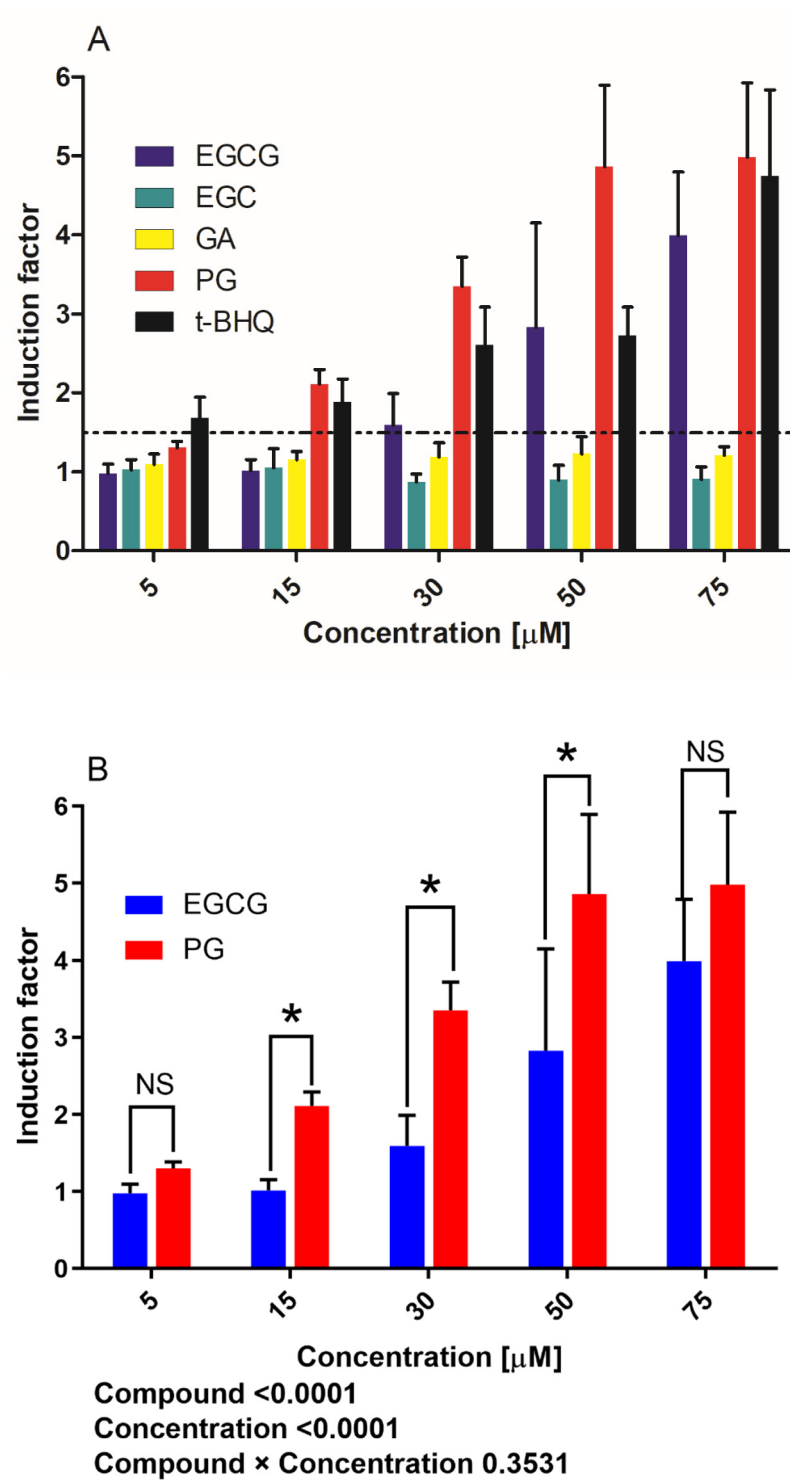 A
6
5
4
3
2
1
0
Induction factor
EGCG
EGC
GA
PG
t-BHQ
5 15 30 50 75
Concentration [μM]
B
6
5
4
3
2
1
0
Induction factor
EGCG
PG
NS * * * NS
5 15 30 50 75
Concentration [μM]
Compound <0.0001
Concentration <0.0001
Compound × Concentration 0.3531